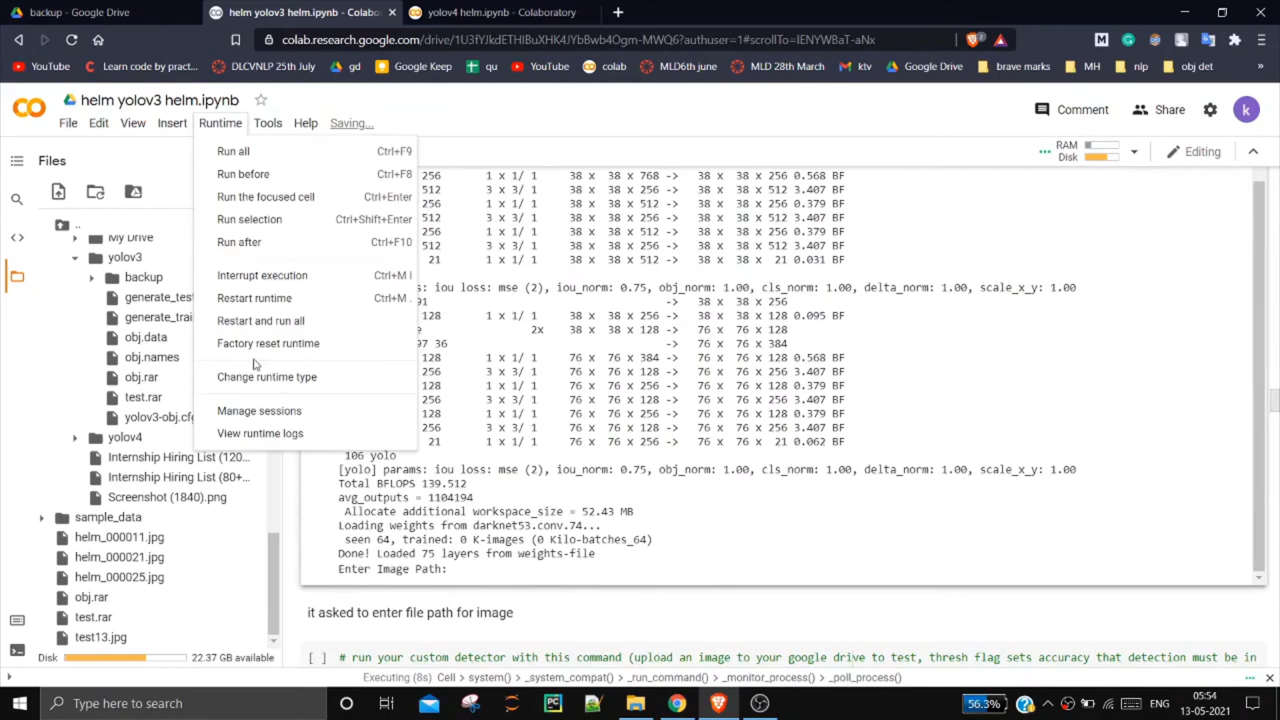 backup - Google Drive
helm yolov3 helm.ipynb - Colabo
yolov4 helm.ipynb - Colaboratory
colab.research.google.com/drive/1U3fYJkdETHIBuXHK4JYbBwb4Ogm-MWQ6?authuser=1#scrollTo=lENYWBaT-aNx
YouTube
Learn code by pract...
DLCVNLP 25th July
gd
Google Keep
qu
YouTube
colab
MLD6th june
MLD 28th March
ktv
Google Drive
brave marks
MH
nlp
obj det
helm yolov3 helm.ipynb
File Edit View Insert Runtime Tools Help Saving...
Comment Share k
RAM
Disk
Editing
Files
..
My Drive
yolov3
backup
generate_test
generate_trai
obj.data
obj.names
obj.rar
test.rar
yolov3-obj.cfg
yolov4
Internship Hiring List (120...
Internship Hiring List (80+...
Screenshot (1840).png
sample_data
helm_000011.jpg
helm_000021.jpg
helm_000025.jpg
obj.rar
test.rar
test13.jpg
Disk 22.37 GB available
Run all Ctrl+F9
Run before Ctrl+F8
Run the focused cell Ctrl+Enter
Run selection Ctrl+Shift+Enter
Run after Ctrl+F10
Interrupt execution Ctrl+M I
Restart runtime Ctrl+M .
Restart and run all
Factory reset runtime
Change runtime type
Manage sessions
View runtime logs
256 1 x 1/ 1 38 x 38 x 768 -> 38 x 38 x 256 0.568 BF
512 3 x 3/ 1 38 x 38 x 256 -> 38 x 38 x 512 3.407 BF
256 1 x 1/ 1 38 x 38 x 512 -> 38 x 38 x 256 0.379 BF
512 3 x 3/ 1 38 x 38 x 256 -> 38 x 38 x 512 3.407 BF
256 1 x 1/ 1 38 x 38 x 512 -> 38 x 38 x 256 0.379 BF
512 3 x 3/ 1 38 x 38 x 256 -> 38 x 38 x 512 3.407 BF
21 1 x 1/ 1 38 x 38 x 512 -> 38 x 38 x 21 0.031 BF
params: iou loss: mse (2), iou_norm: 0.75, obj_norm: 1.00, cls_norm: 1.00, delta_norm: 1.00, scale_x_y: 1.00
91 -> 38 x 38 x 256
128 1 x 1/ 1 38 x 38 x 256 -> 38 x 38 x 128 0.095 BF
e 2x 38 x 38 x 128 -> 76 x 76 x 128
97 36 -> 76 x 76 x 384
128 1 x 1/ 1 76 x 76 x 384 -> 76 x 76 x 128 0.568 BF
256 3 x 3/ 1 76 x 76 x 128 -> 76 x 76 x 256 3.407 BF
128 1 x 1/ 1 76 x 76 x 256 -> 76 x 76 x 128 0.379 BF
256 3 x 3/ 1 76 x 76 x 128 -> 76 x 76 x 256 3.407 BF
128 1 x 1/ 1 76 x 76 x 256 -> 76 x 76 x 128 0.379 BF
256 3 x 3/ 1 76 x 76 x 128 -> 76 x 76 x 256 3.407 BF
21 1 x 1/ 1 76 x 76 x 256 -> 76 x 76 x 21 0.062 BF
106 yolo
[yolo] params: iou loss: mse (2), iou_norm: 0.75, obj_norm: 1.00, cls_norm: 1.00, delta_norm: 1.00, scale_x_y: 1.00
Total BFLOPS 139.512
avg_outputs = 1104194
Allocate additional workspace_size = 52.43 MB
Loading weights from darknet53.conv.74...
seen 64, trained: 0 K-images (0 Kilo-batches_64)
Done! Loaded 75 layers from weights-file
Enter Image Path:
it asked to enter file path for image
[ ] # run your custom detector with this command (upload an image to your google drive to test, thresh flag sets accuracy that detection must be in
Executing (8s) Cell > system() > _system_compat() > _run_command() > _monitor_process() > _poll_process()
Type here to search
56.3%
ENG
05:54
13-05-2021